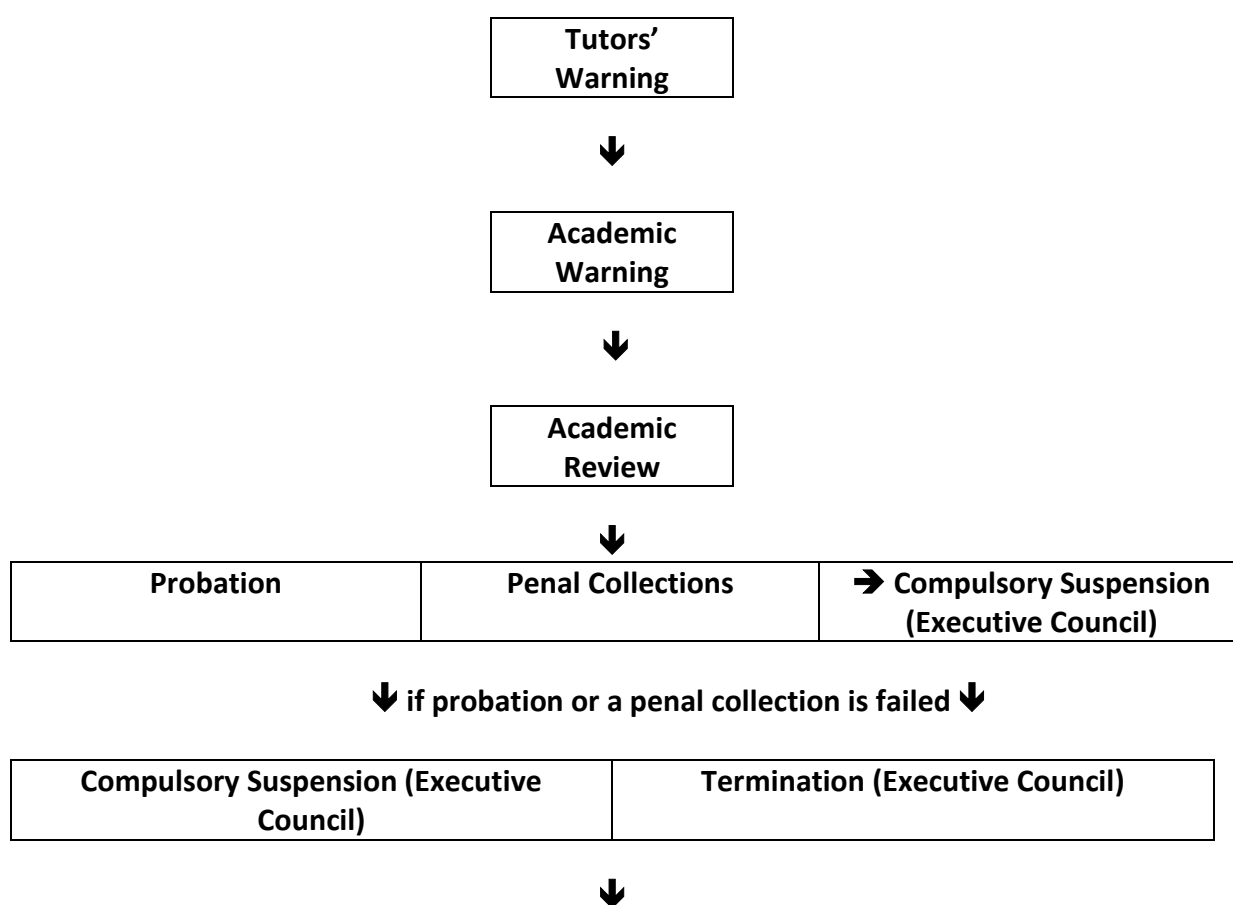 Tutors’
Warning
🡻
Academic
Warning
🡻
Academic
Review
🡻
Probation
Penal Collections
🡺 Compulsory Suspension
(Executive Council)
🡻 if probation or a penal collection is failed 🡻
Compulsory Suspension (Executive
Council)
Termination (Executive Council)
🡻